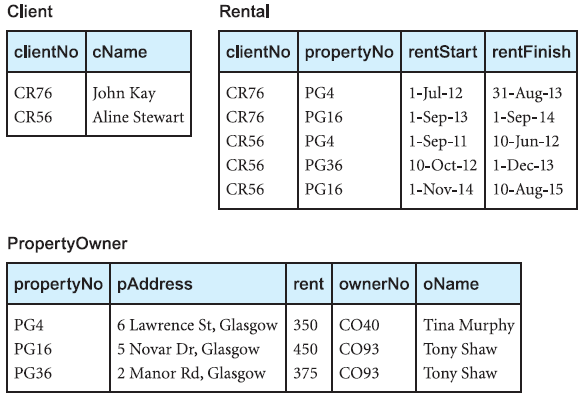 Client
clientNo cName
CR76 John Kay
CR56 Aline Stewart
Rental
clientNo propertyNo rentStart rentFinish
CR76 PG4 1-Jul-12 31-Aug-13
CR76 PG16 1-Sep-13 1-Sep-14
CR56 PG4 1-Sep-11 10-Jun-12
CR56 PG36 10-Oct-12 1-Dec-13
CR56 PG16 1-Nov-14 10-Aug-15
PropertyOwner
propertyNo pAddress rent ownerNo oName
PG4 6 Lawrence St, Glasgow 350 CO40 Tina Murphy
PG16 5 Novar Dr, Glasgow 450 CO93 Tony Shaw
PG36 2 Manor Rd, Glasgow 375 CO93 Tony Shaw